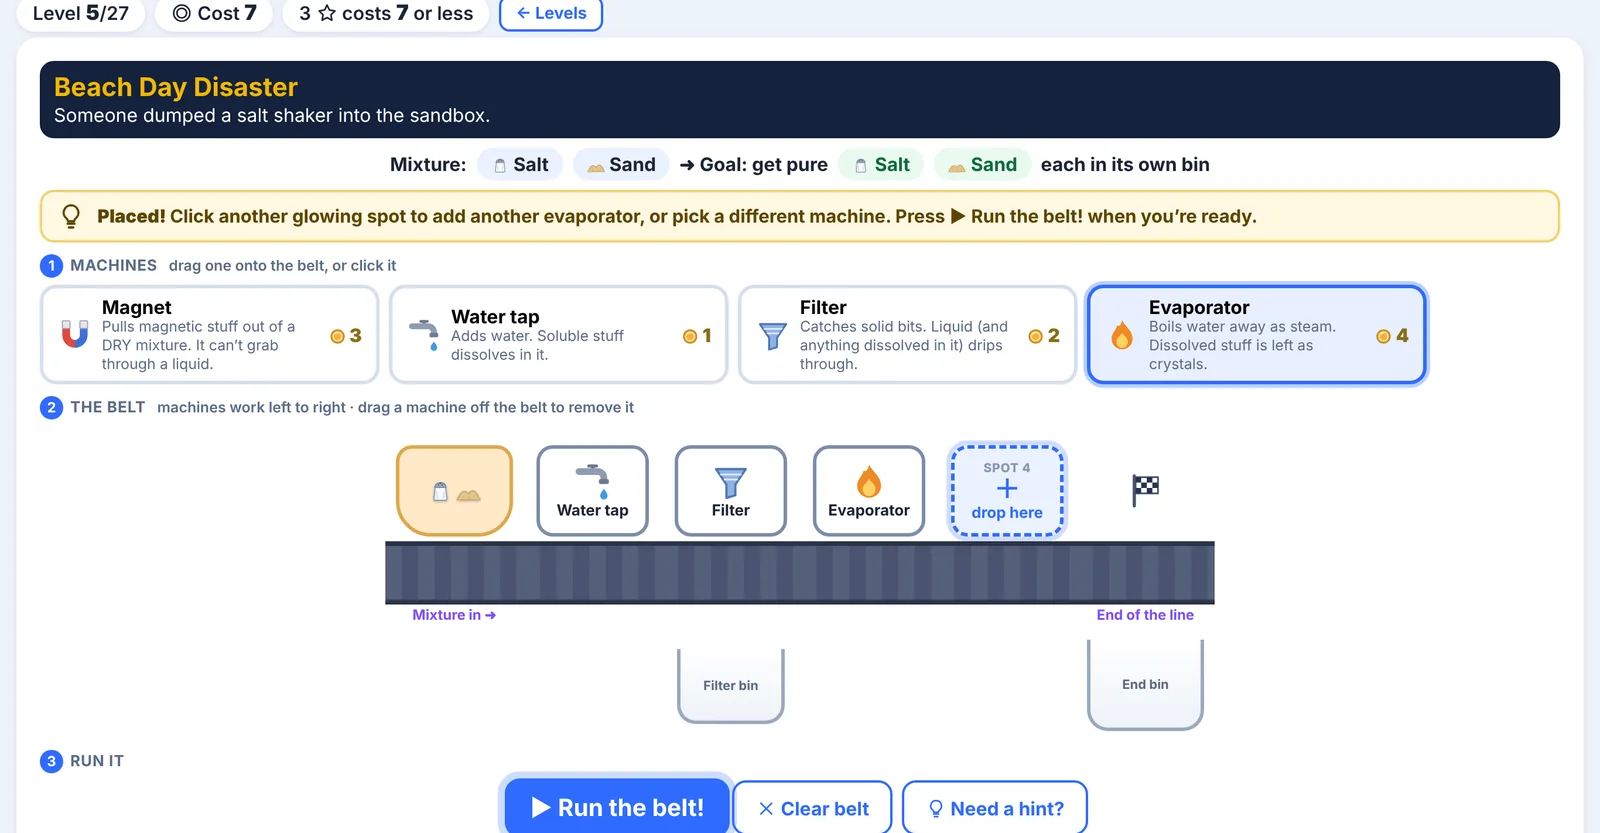 Level 5/27
Cost 7
3 ☆ costs 7 or less
← Levels
Beach Day Disaster
Someone dumped a salt shaker into the sandbox.
Mixture: Salt Sand → Goal: get pure Salt Sand each in its own bin
Placed! Click another glowing spot to add another evaporator, or pick a different machine. Press ▶ Run the belt! when you’re ready.
1 MACHINES drag one onto the belt, or click it
Magnet
Pulls magnetic stuff out of a
DRY mixture. It can’t grab
through a liquid.
3
Water tap
Adds water. Soluble stuff
dissolves in it.
1
Filter
Catches solid bits. Liquid (and
anything dissolved in it) drips
through.
2
Evaporator
Boils water away as steam.
Dissolved stuff is left as
crystals.
4
2 THE BELT machines work left to right · drag a machine off the belt to remove it
Water tap
Filter
Evaporator
SPOT 4
+
drop here
Mixture in →
End of the line
Filter bin
End bin
3 RUN IT
▶ Run the belt!
× Clear belt
Need a hint?